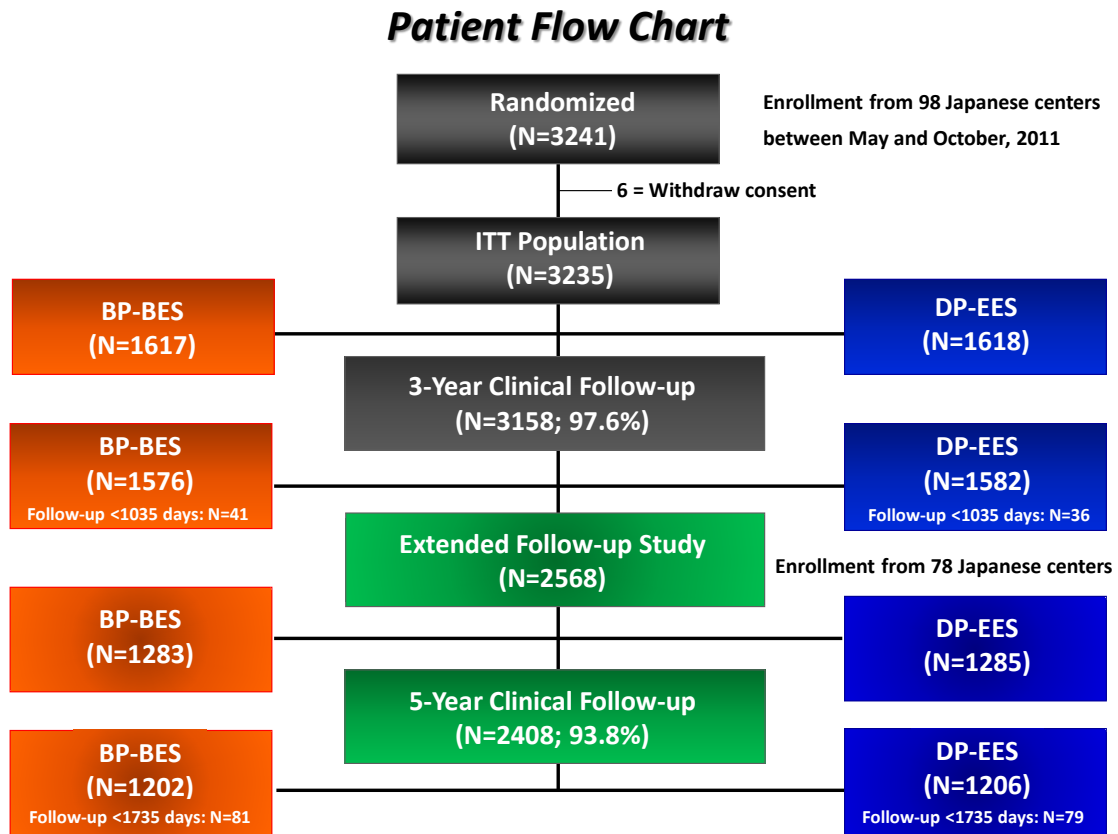 Patient Flow Chart
Randomized
(N=3241)
Enrollment from 98 Japanese centers
between May and October, 2011
6 = Withdraw consent
ITT Population
(N=3235)
BP-BES
(N=1617)
DP-EES
(N=1618)
3-Year Clinical Follow-up
(N=3158; 97.6%)
BP-BES
(N=1576)
Follow-up <1035 days: N=41
DP-EES
(N=1582)
Follow-up <1035 days: N=36
Extended Follow-up Study
(N=2568)
Enrollment from 78 Japanese centers
BP-BES
(N=1283)
DP-EES
(N=1285)
5-Year Clinical Follow-up
(N=2408; 93.8%)
BP-BES
(N=1202)
Follow-up <1735 days: N=81
DP-EES
(N=1206)
Follow-up <1735 days: N=79